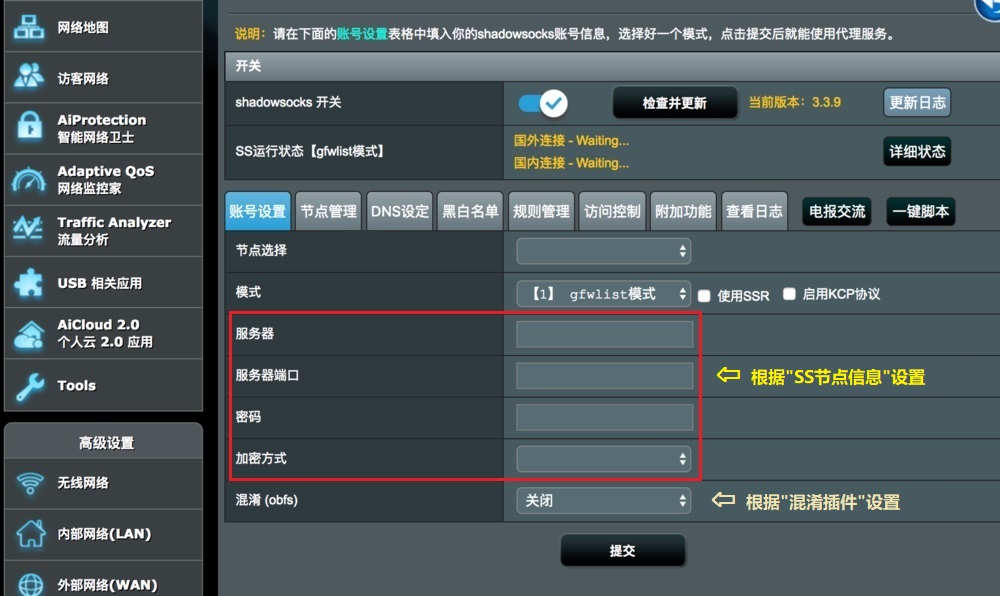 网络地图
访客网络
AiProtection
智能网络卫士
Adaptive QoS
网络监控家
Traffic Analyzer
流量分析
USB 相关应用
AiCloud 2.0
个人云 2.0 应用
Tools
高级设置
无线网络
内部网络(LAN)
外部网络(WAN)
说明：请在下面的账号设置表格中填入你的shadowsocks账号信息，选择好一个模式，点击提交后就能使用代理服务。
开关
shadowsocks 开关
检查并更新
当前版本：3.3.9
更新日志
SS运行状态【gfwlist模式】
国外连接 - Waiting...
国内连接 - Waiting...
详细状态
账号设置 节点管理 DNS设定 黑白名单 规则管理 访问控制 附加功能 查看日志 电报交流 一键脚本
节点选择
模式 【1】 gfwlist模式 使用SSR 启用KCP协议
服务器
服务器端口
根据"SS节点信息"设置
密码
加密方式
混淆 (obfs) 关闭
根据"混淆插件"设置
提交